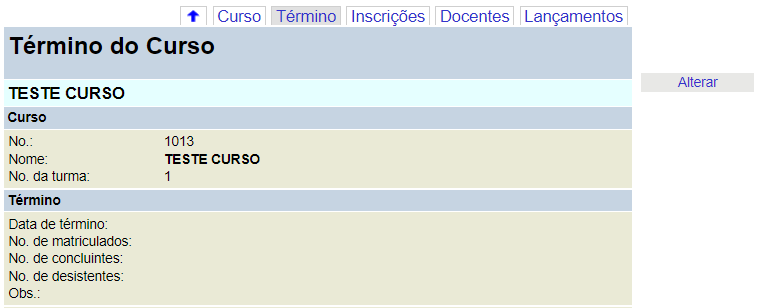 Curso Término Inscrições Docentes Lançamentos
Término do Curso
Alterar
TESTE CURSO
Curso
No.: 1013
Nome: TESTE CURSO
No. da turma: 1
Término
Data de término:
No. de matriculados:
No. de concluintes:
No. de desistentes:
Obs.: